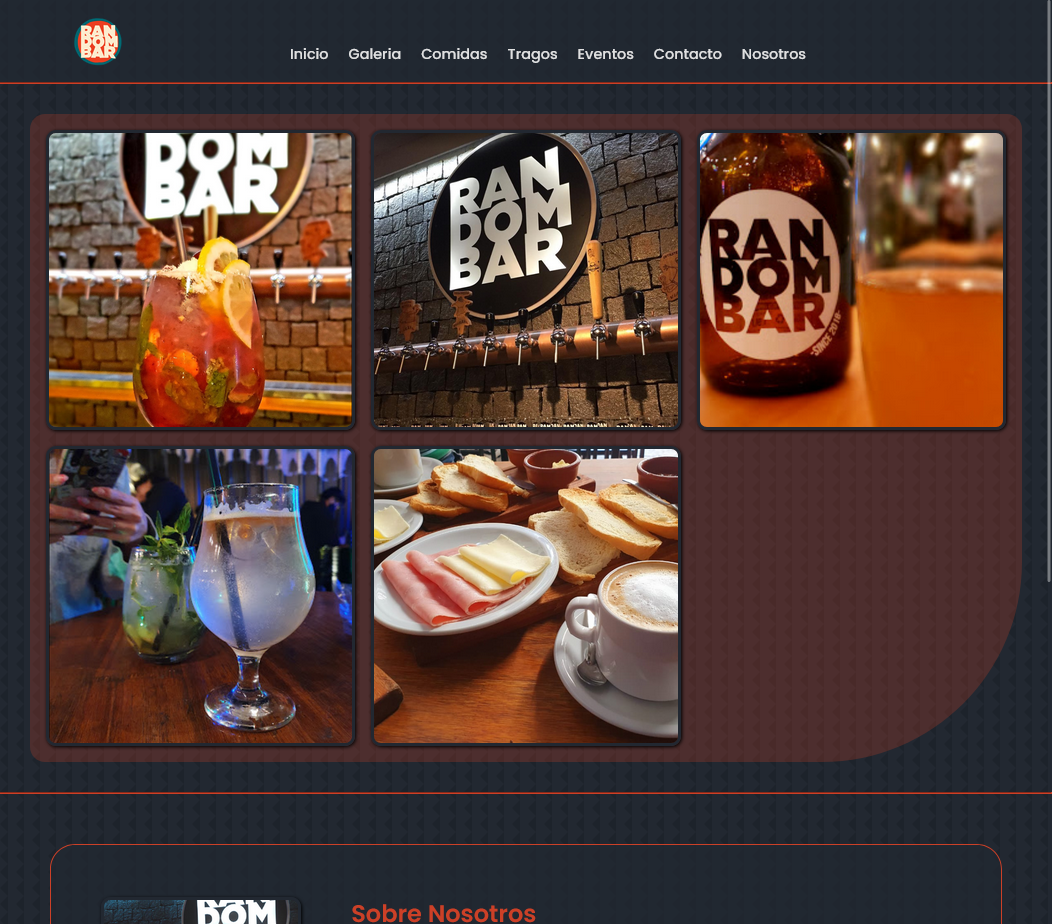 RAN
DOM
BAR
Inicio Galeria Comidas Tragos Eventos Contacto Nosotros
DOM
BAR
RAN
DOM
BAR
RAN
DOM
BAR
-SINCE 2018-
DOM
Sobre Nosotros